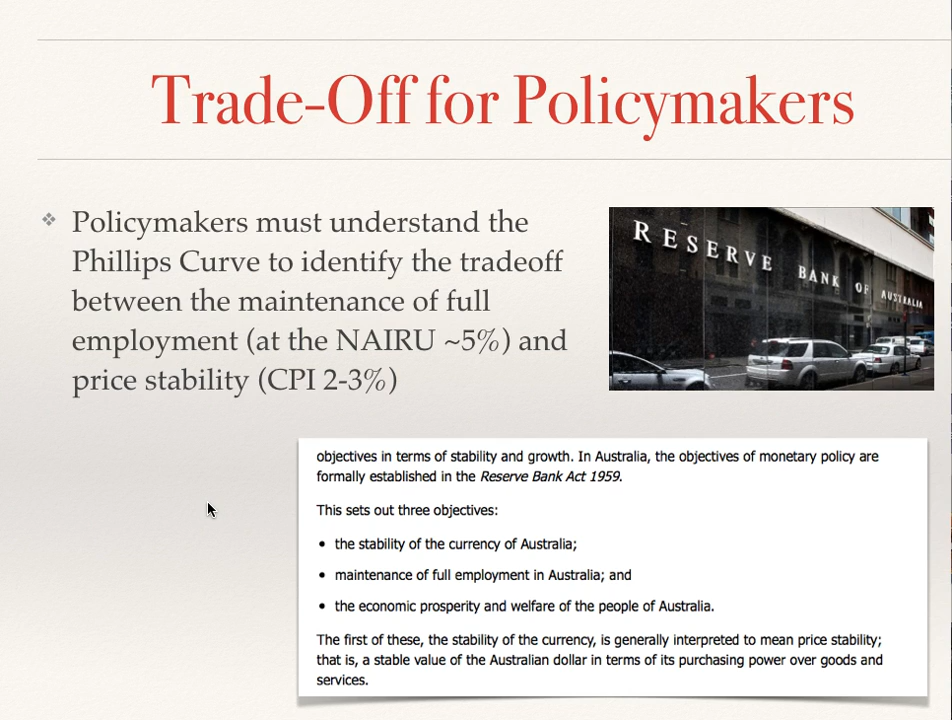 Trade-Off for Policymakers
Policymakers must understand the
Phillips Curve to identify the tradeoff
between the maintenance of full
employment (at the NAIRU ~5%) and
price stability (CPI 2-3%)
RESERVE BANK OF AUSTRALIA
objectives in terms of stability and growth. In Australia, the objectives of monetary policy are
formally established in the Reserve Bank Act 1959.
This sets out three objectives:
• the stability of the currency of Australia;
• maintenance of full employment in Australia; and
• the economic prosperity and welfare of the people of Australia.
The first of these, the stability of the currency, is generally interpreted to mean price stability;
that is, a stable value of the Australian dollar in terms of its purchasing power over goods and
services.